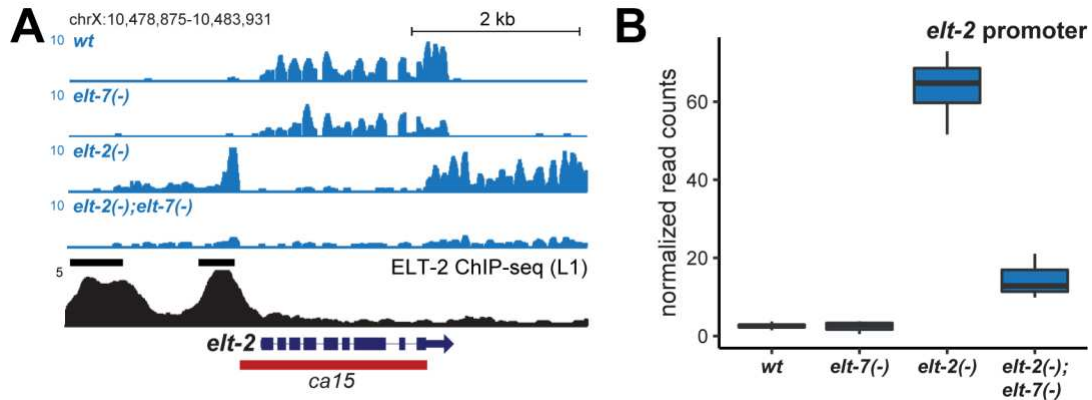 A
chrX:10,478,875-10,483,931
2 kb
10 wt
10 elt-7(-)
10 elt-2(-)
10 elt-2(-);elt-7(-)
ELT-2 ChIP-seq (L1)
5
elt-2
ca15
B
elt-2 promoter
normalized read counts
60
40
20
0
wt
elt-7(-)
elt-2(-)
elt-2(-);
elt-7(-)